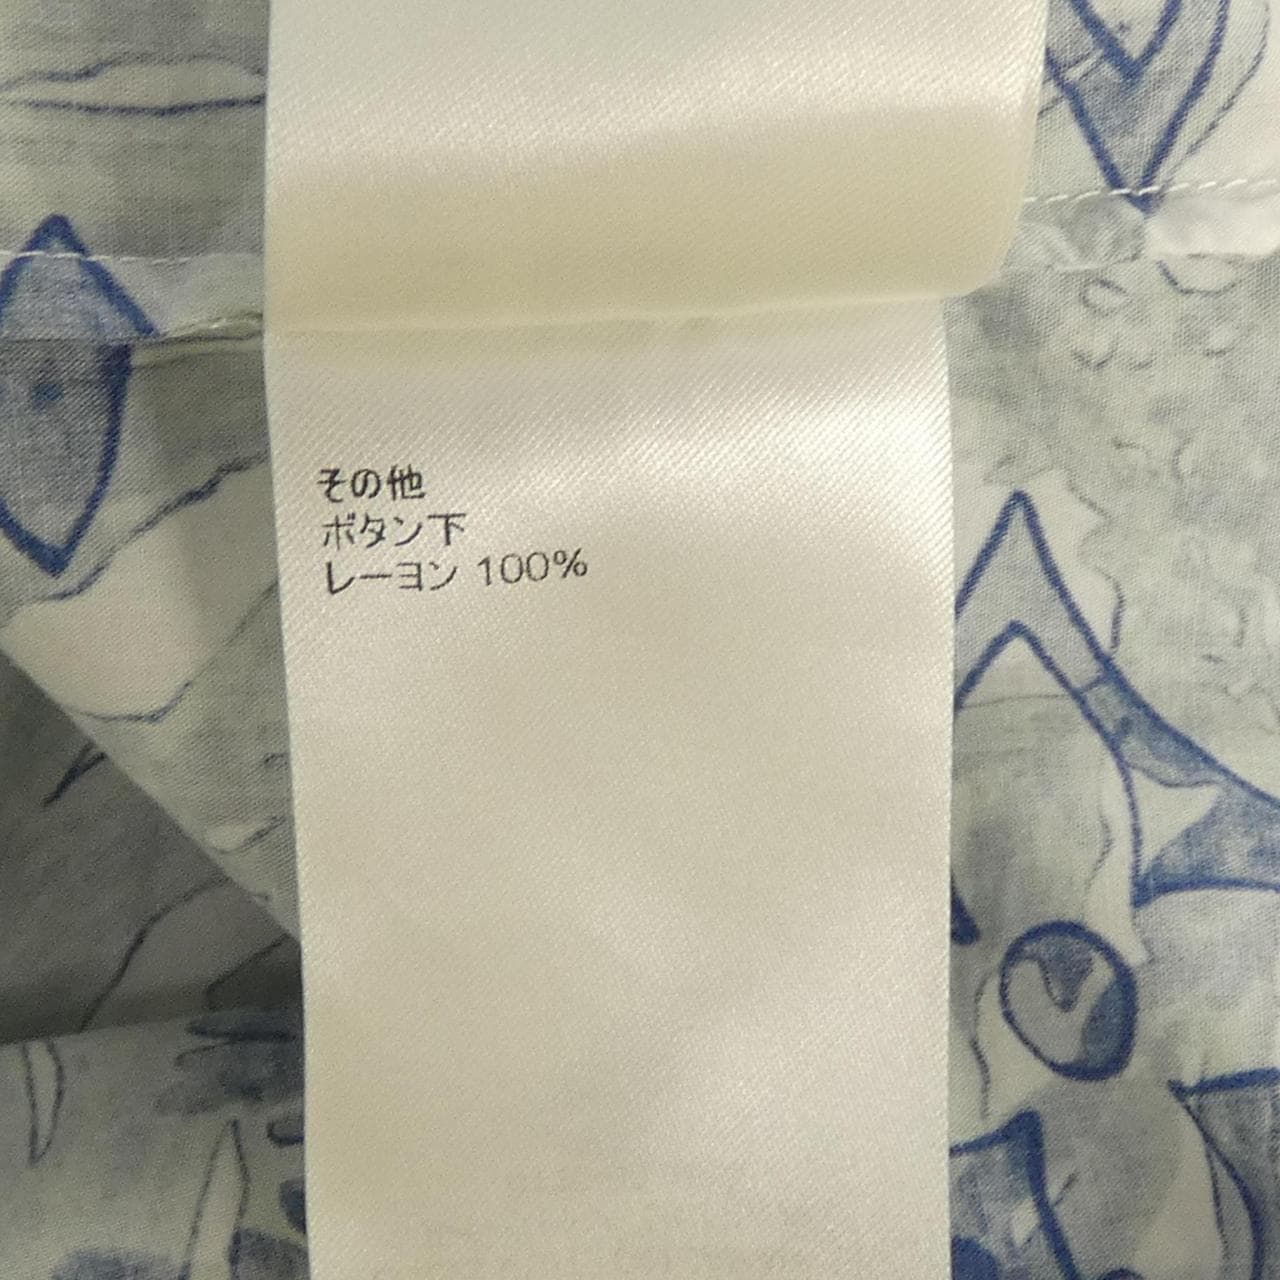 その他
ボタン下
レーヨン 100%